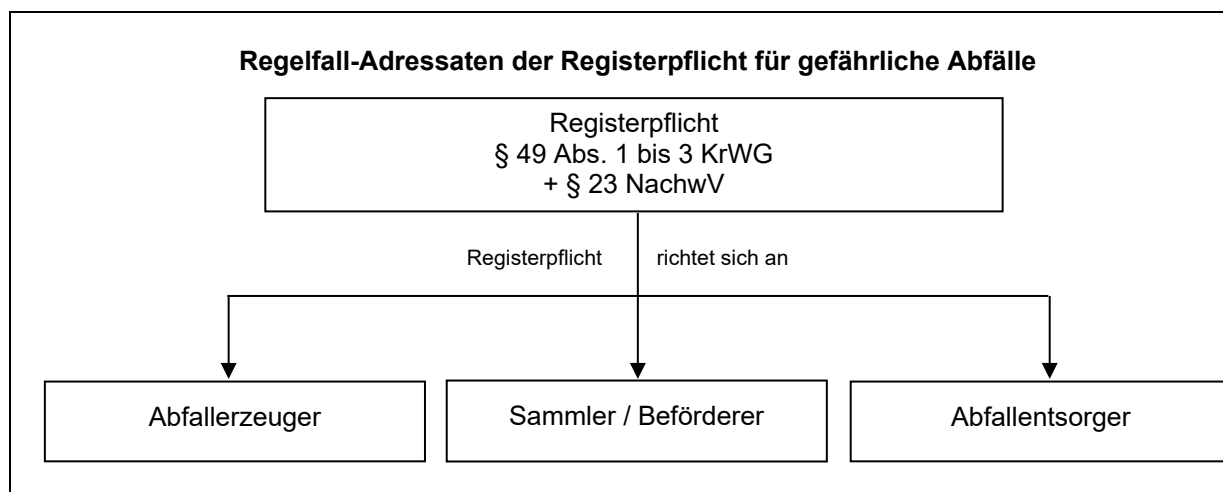 Regelfall-Adressaten der Registerpflicht für gefährliche Abfälle
Registerpflicht
§ 49 Abs. 1 bis 3 KrWG
+ § 23 NachwV
Registerpflicht richtet sich an
Abfallerzeuger
Sammler / Beförderer
Abfallentsorger